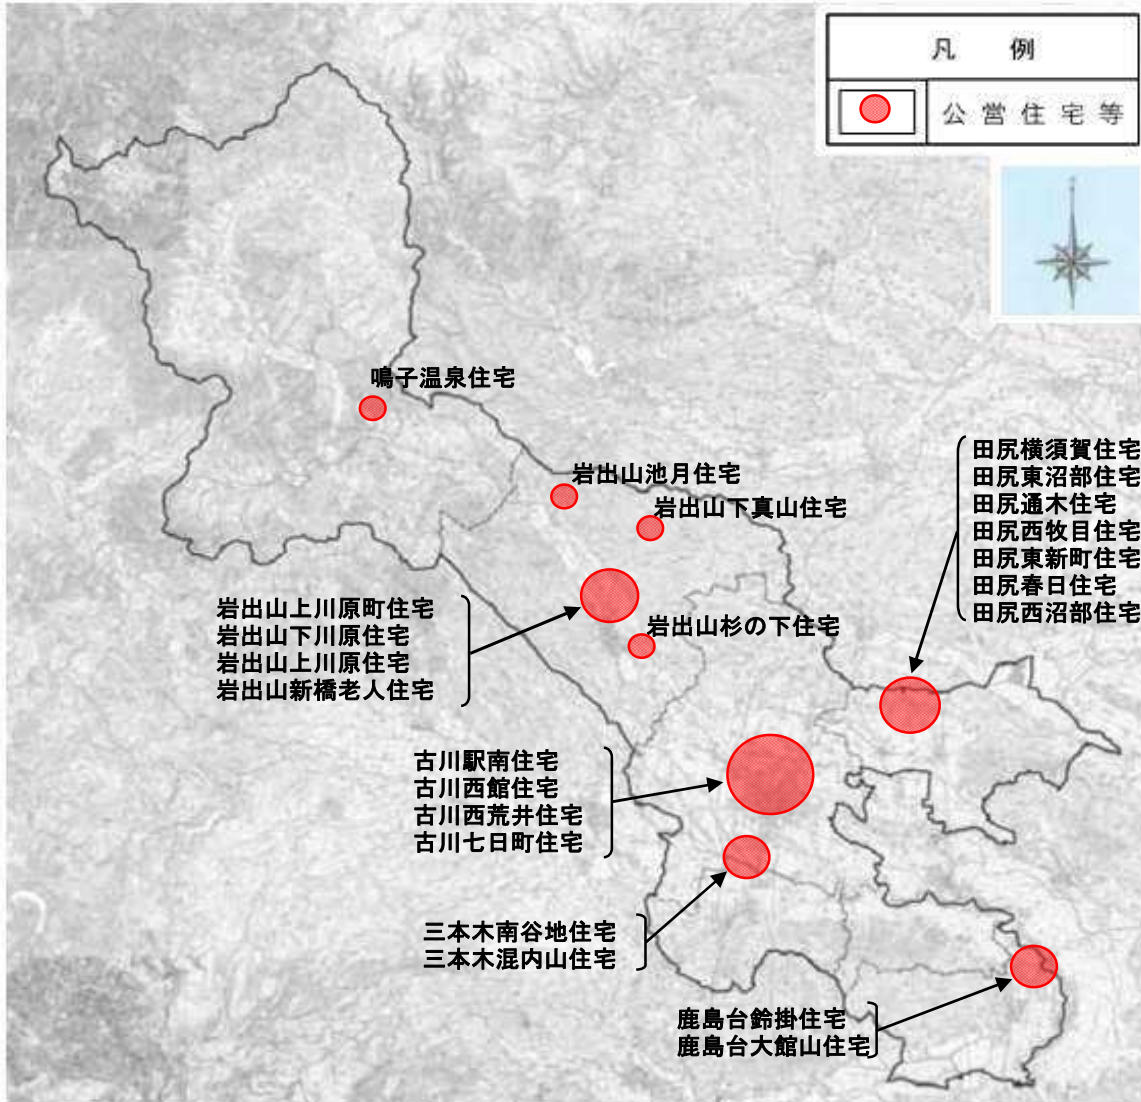 凡 例
公営住宅等
鳴子温泉住宅
岩出山池月住宅
岩出山下真山住宅
田尻横須賀住宅
田尻東沼部住宅
田尻通木住宅
田尻西牧目住宅
田尻東新町住宅
田尻春日住宅
田尻西沼部住宅
岩出山上川原町住宅
岩出山下川原住宅
岩出山上川原住宅
岩出山新橋老人住宅
岩出山杉の下住宅
古川駅南住宅
古川西館住宅
古川西荒井住宅
古川七日町住宅
三本木南谷地住宅
三本木混内山住宅
鹿島台鈴掛住宅
鹿島台大館山住宅